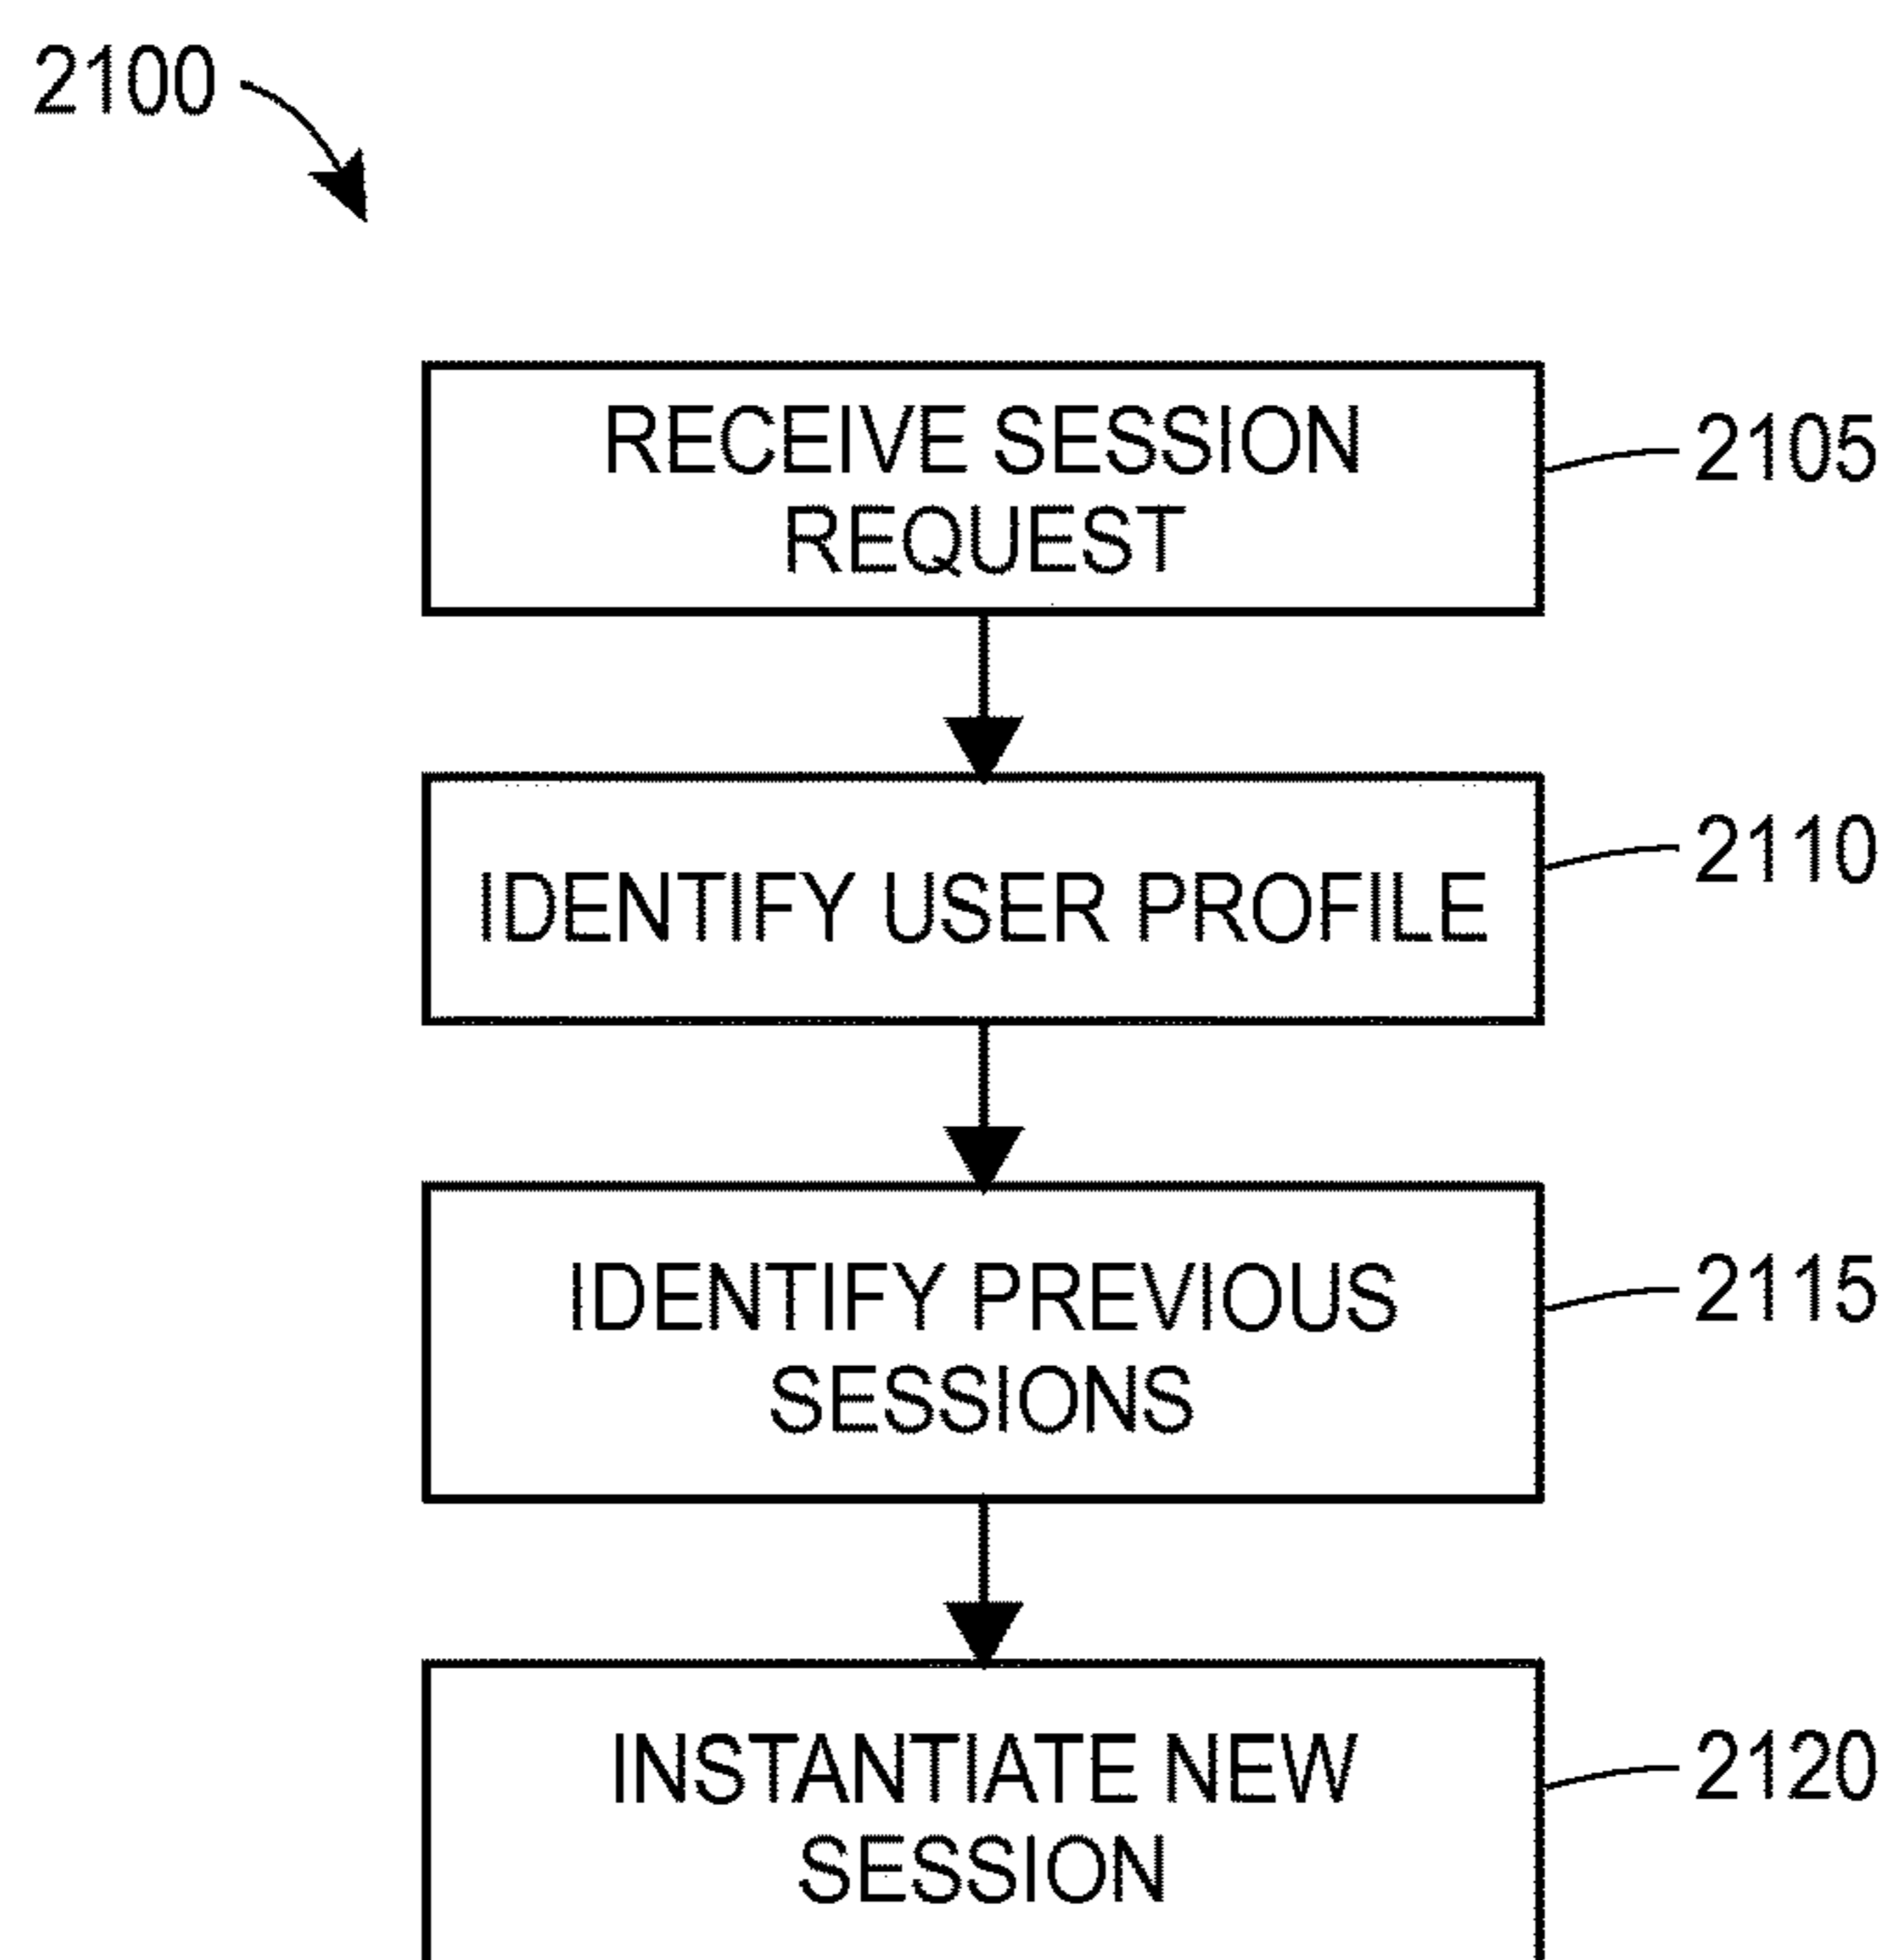 2100
RECEIVE SESSION
REQUEST
2105
IDENTIFY USER PROFILE
2110
IDENTIFY PREVIOUS
SESSIONS
2115
INSTANTIATE NEW
SESSION
2120